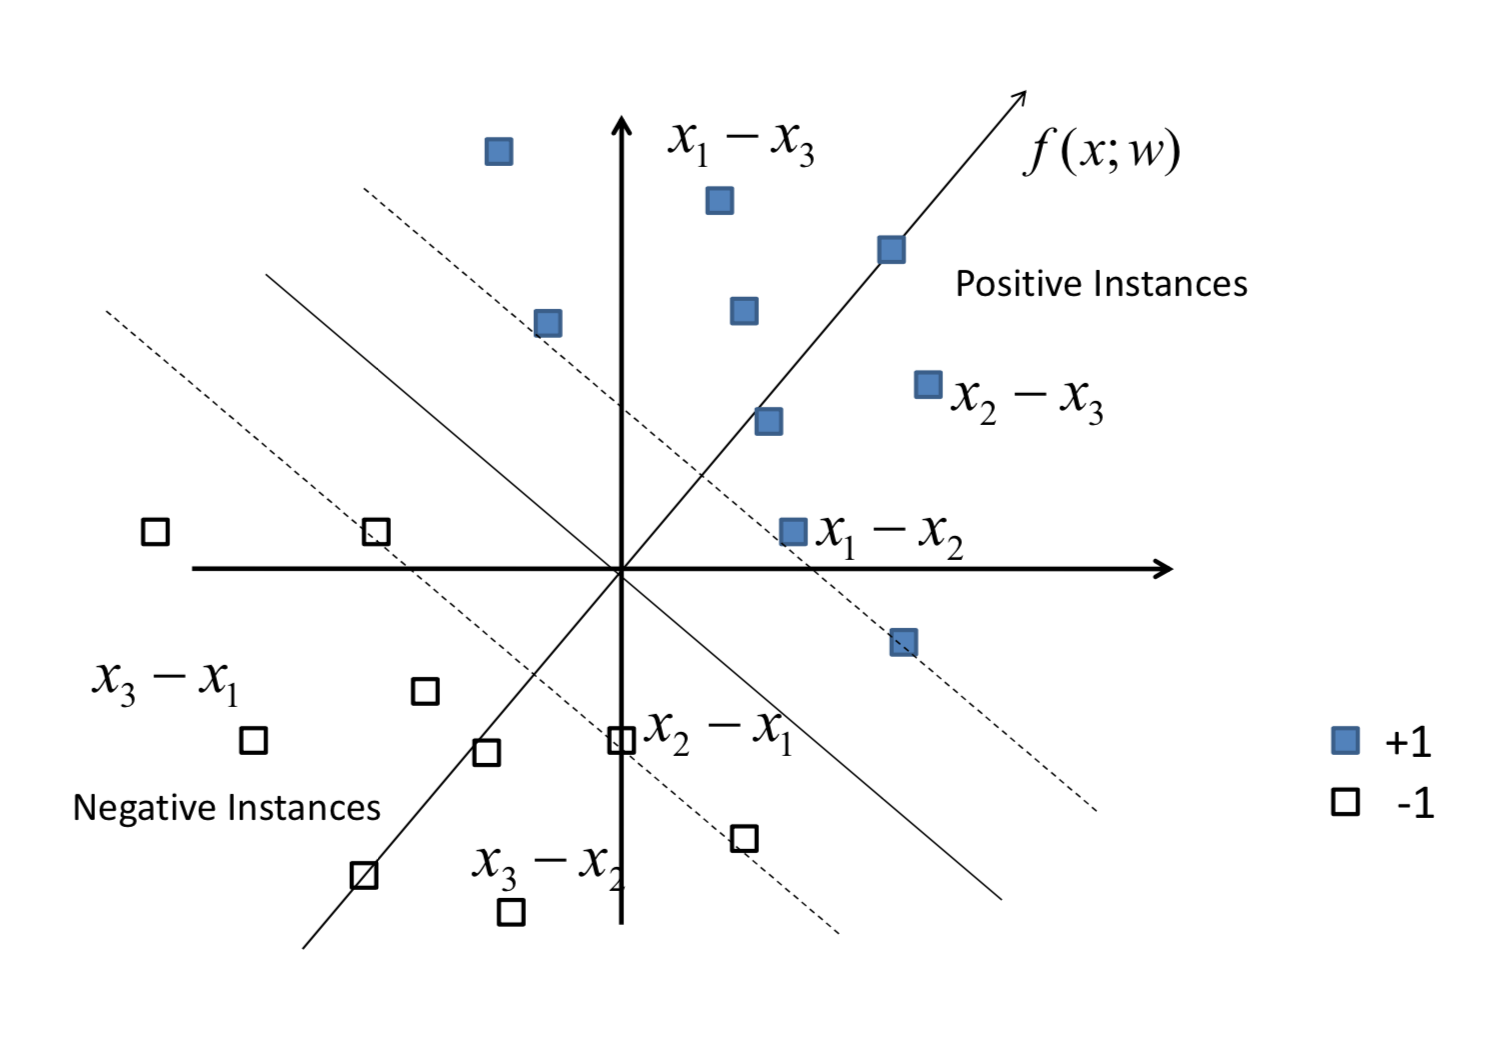 x₁ − x₃
f(x; w)
Positive Instances
x₂ − x₃
x₁ − x₂
x₃ − x₁
x₂ − x₁
+1
-1
Negative Instances
x₃ − x₂